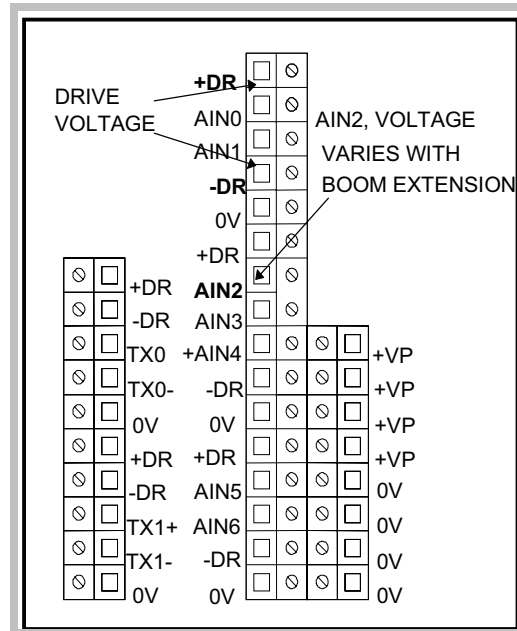 +DR
DRIVE
VOLTAGE
AIN0
AIN1
-DR
0V
+DR
AIN2
AIN3
+AIN4
-DR
0V
+DR
AIN5
AIN6
-DR
0V
AIN2, VOLTAGE
VARIES WITH
BOOM EXTENSION
+DR
-DR
TX0
TX0-
0V
+DR
-DR
TX1+
TX1-
0V
+VP
+VP
+VP
+VP
0V
0V
0V
0V